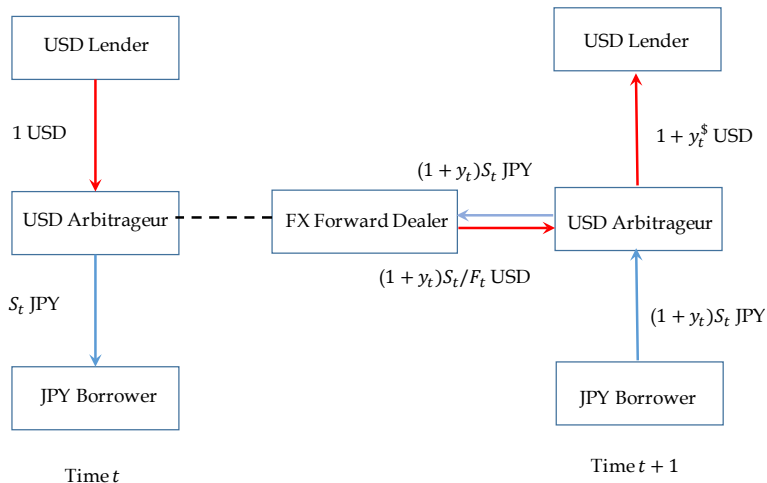 USD Lender
USD Lender
1 USD
1 + y_t^$ USD
(1 + y_t)S_t JPY
USD Arbitrageur
FX Forward Dealer
USD Arbitrageur
(1 + y_t)S_t/F_t USD
S_t JPY
(1 + y_t)S_t JPY
JPY Borrower
JPY Borrower
Time t
Time t + 1